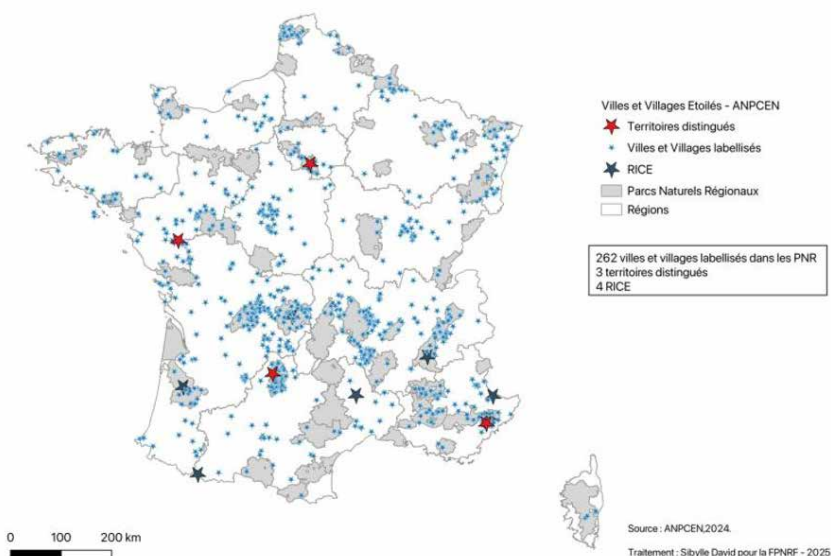 Villes et Villages Etoilés - ANPCEN
Territoires distingués
Villes et Villages labellisés
RICE
Parcs Naturels Régionaux
Régions
262 villes et villages labellisés dans les PNR
3 territoires distingués
4 RICE
0 100 200 km
Source : ANPCEN,2024.
Traitement : Sibylle David pour la FPNRF - 2025